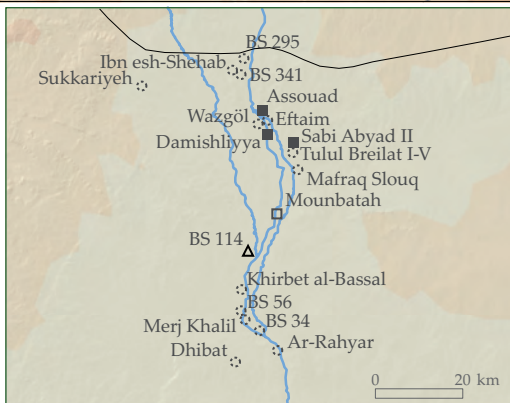 BS 295
Ibn esh-Shehab
BS 341
Sukkariyeh
Assouad
Wazgöl
Eftaim
Damishliyya
Sabi Abyad II
Tulul Breilat I-V
Mafraq Slouq
Mounbatah
BS 114
Khirbet al-Bassal
BS 56
Merj Khalil
BS 34
Ar-Rahyar
Dhibat
0 20 km